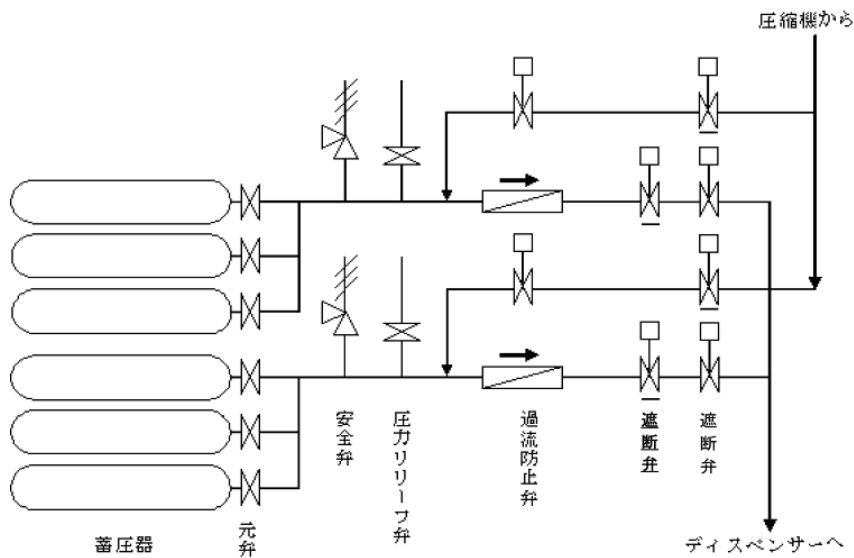 圧縮機から
安全弁
圧力リリーフ弁
過流防止弁
遮断弁
遮断弁
元弁
蓄圧器
ディスペンサーへ